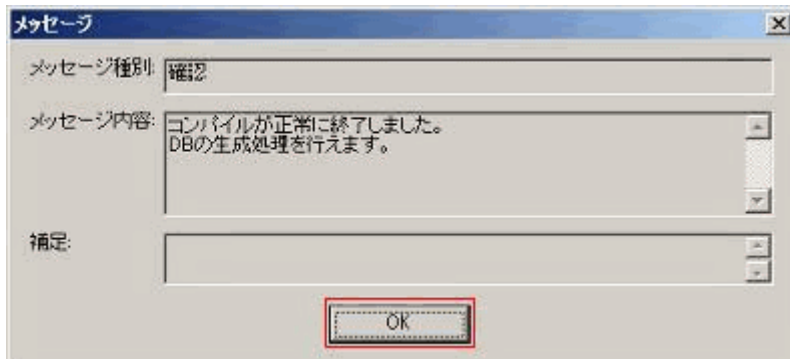 メッセージ
メッセージ種別: 確認
メッセージ内容: コンパイルが正常に終了しました。
DBの生成処理を行えます。
補足:
OK